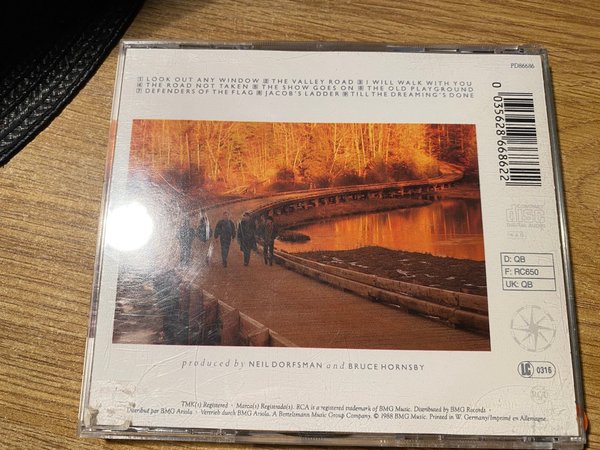 PD86686
1 LOOK OUT ANY WINDOW 2 THE VALLEY ROAD 3 I WILL WALK WITH YOU
4 THE ROAD NOT TAKEN 5 THE SHOW GOES ON 6 THE OLD PLAYGROUND
7 DEFENDERS OF THE FLAG 8 JACOB'S LADDER 9 TILL THE DREAMING'S DONE
0 035628 668622
COMPACT
disc
DIGITAL AUDIO
D: QB
F: RC650
UK: QB
LC 0316
produced by NEIL DORFSMAN and BRUCE HORNSBY
TMK(s) Registered • Marca(s) Registrada(s). RCA is a registered trademark of BMG Music. Distributed by BMG Records •
Distribué par BMG Ariola. • Vertrieb durch BMG Ariola. A Bertelsmann Music Group Company. © 1988 BMG Music. Printed in W. Germany/Imprimé en Allemagne.